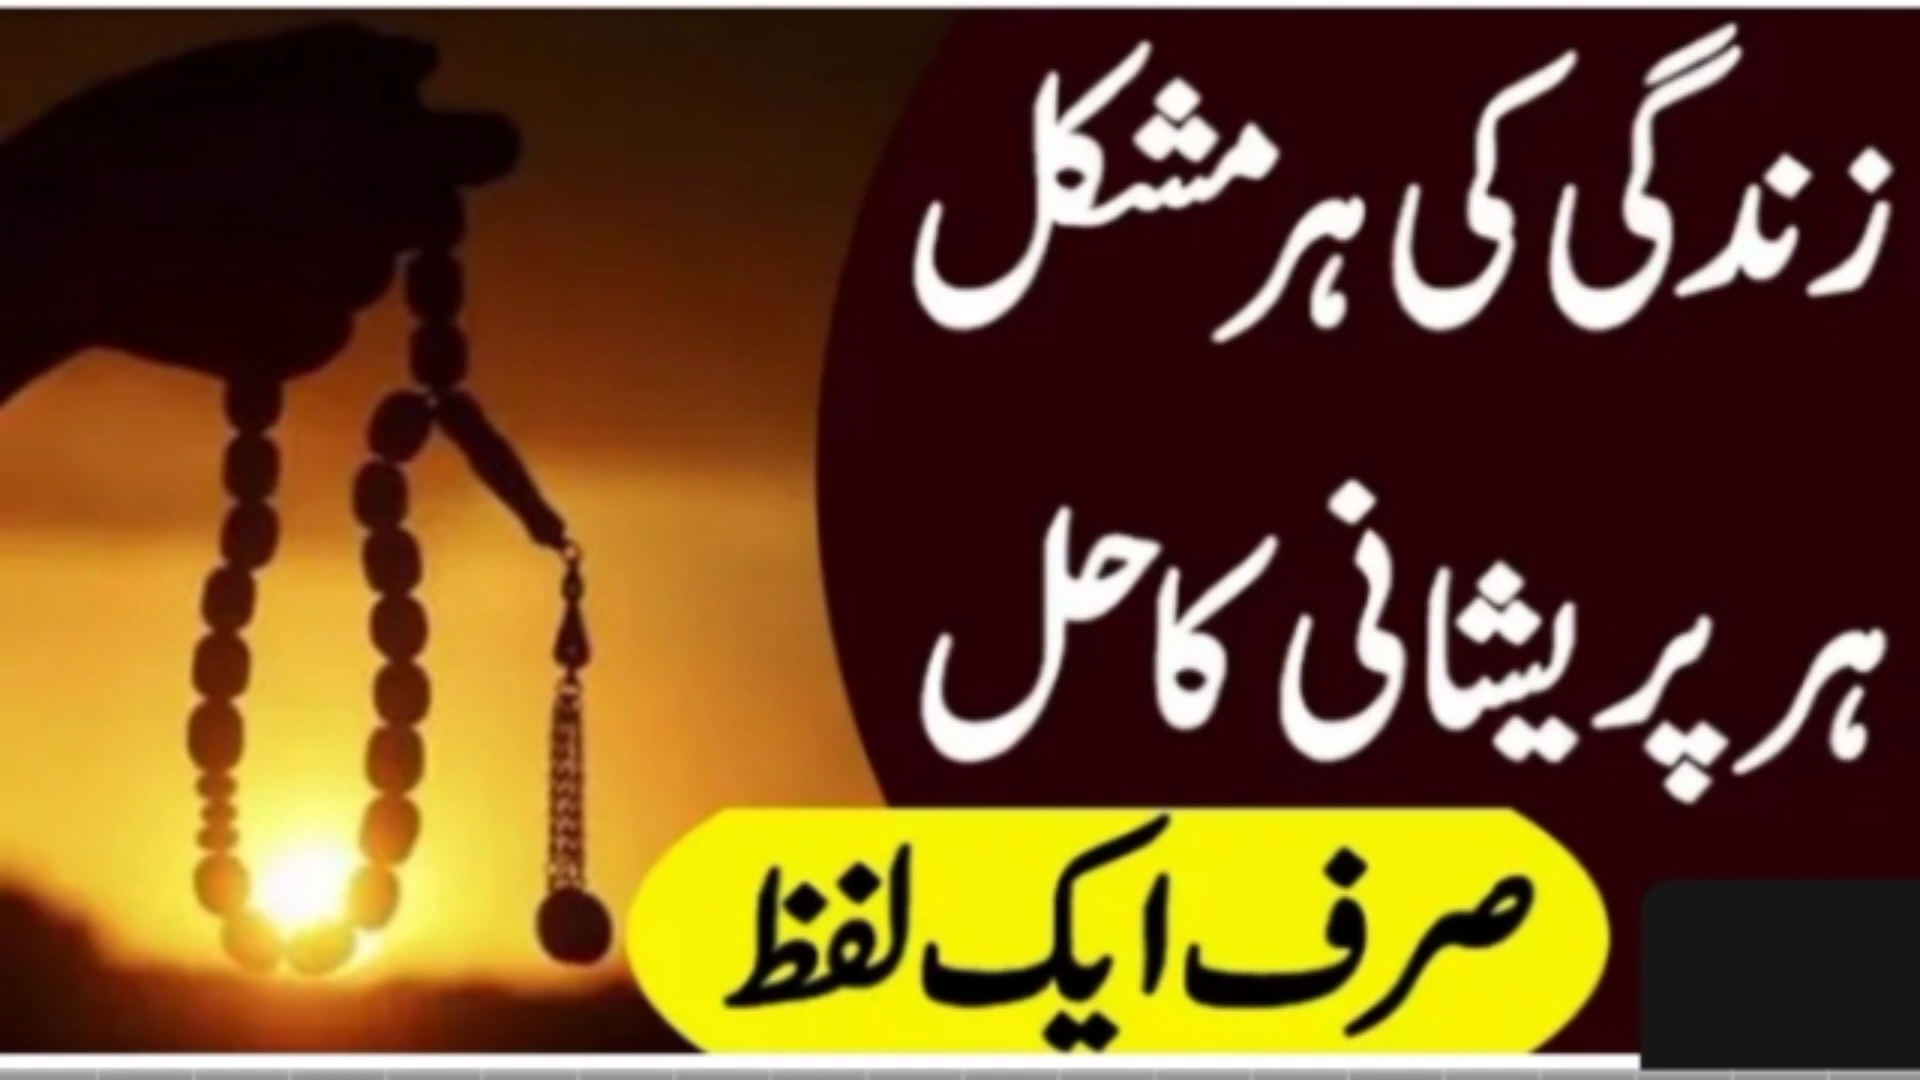 زندگی کی ہر مشکل
ہر پریشانی کا حل
صرف ایک لفظ